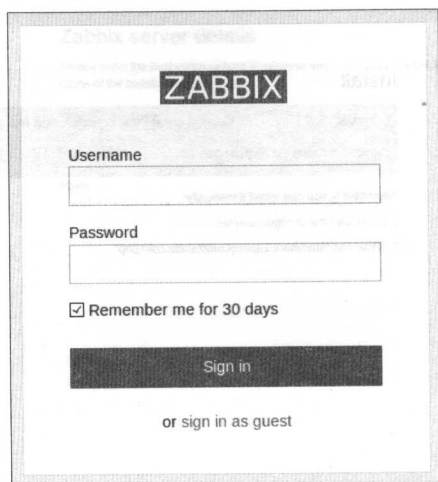 ZABBIX
Username
Password
Remember me for 30 days
Sign in
or sign in as guest